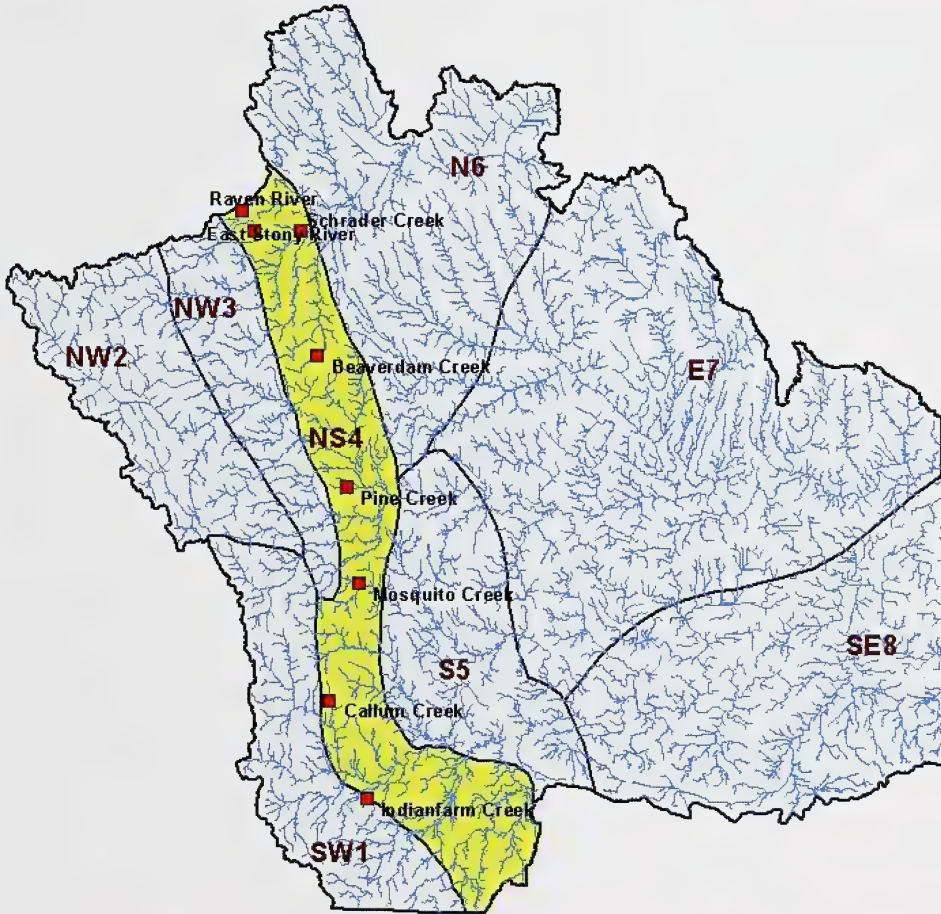 N6
Raven River
Schrader Creek
East Stony River
NW3
NW2
Beaverdam Creek
E7
NS4
Pine Creek
Mosquito Creek
SE8
S5
Callum Creek
Indianfarm Creek
SW1